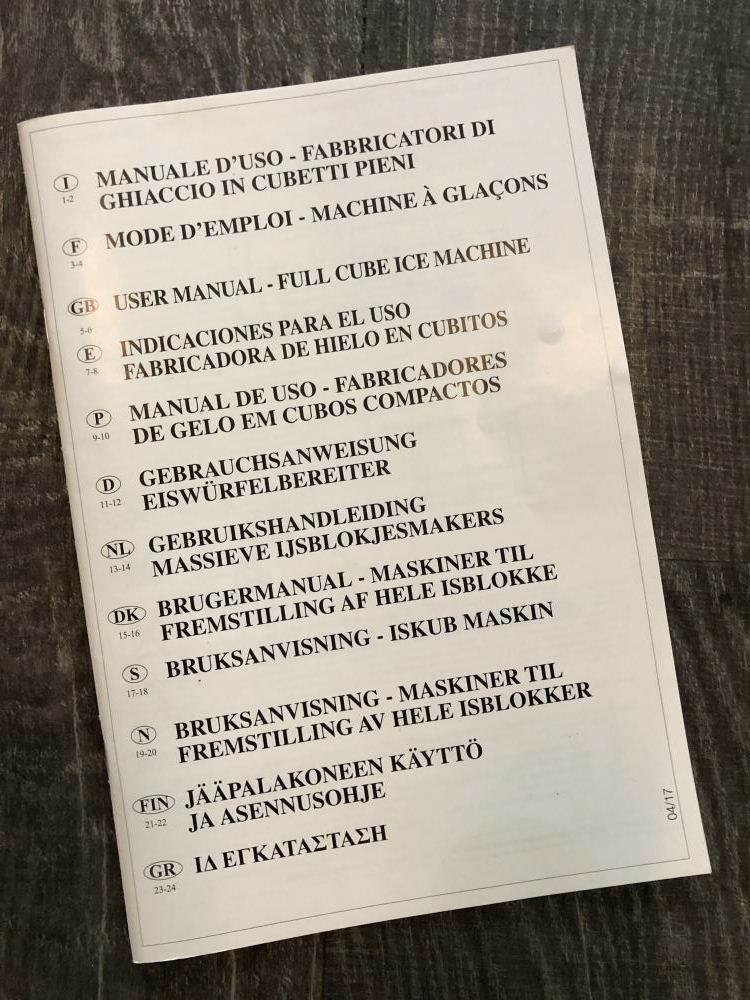 I
1-2
MANUALE D'USO - FABBRICATORI DI
GHIACCIO IN CUBETTI PIENI
F
3-4
MODE D'EMPLOI - MACHINE À GLAÇONS
GB
5-6
USER MANUAL - FULL CUBE ICE MACHINE
E
7-8
INDICACIONES PARA EL USO
FABRICADORA DE HIELO EN CUBITOS
P
9-10
MANUAL DE USO - FABRICADORES
DE GELO EM CUBOS COMPACTOS
D
11-12
GEBRAUCHSANWEISUNG
EISWÜRFELBEREITER
NL
13-14
GEBRUIKSHANDLEIDING
MASSIEVE IJSBLOKJESMAKERS
DK
15-16
BRUGERMANUAL - MASKINER TIL
FREMSTILLING AF HELE ISBLOKKE
S
17-18
BRUKSANVISNING - ISKUB MASKIN
N
19-20
BRUKSANVISNING - MASKINER TIL
FREMSTILLING AV HELE ISBLOKKER
FIN
21-22
JÄÄPALAKONEEN KÄYTTÖ
JA ASENNUSOHJE
GR
23-24
ΙΔ ΕΓΚΑΤΑΣΤΑΣΗ
04/17